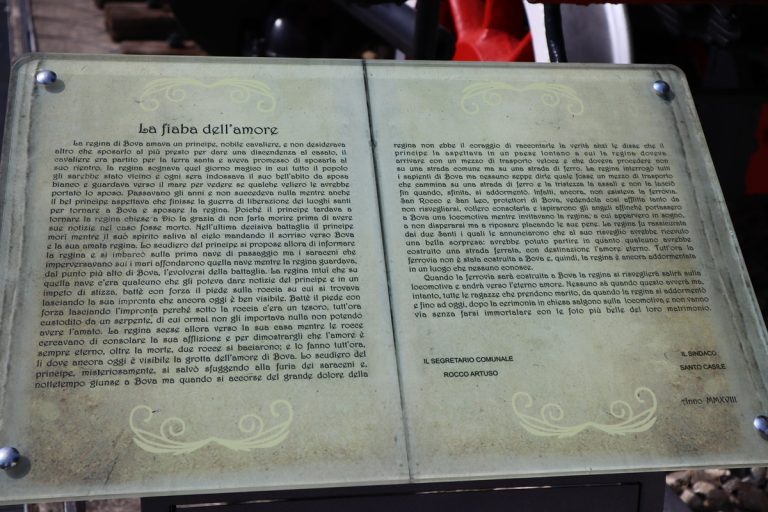 La fiaba dell'amore
La regina di Bova amava un principe, nobile cavaliere, e non desiderava
altro che sposarlo al più presto per dare una discendenza al casato, il
cavaliere era partito per la terra santa e aveva promesso di sposarla al
suo rientro, la regina sognava quel giorno magico in cui tutto il popolo
gli sarebbe stato vicino e ogni sera indossava il suo bell'abito da sposa
bianco e guardava verso il mare per vedere se qualche veliero le avrebbe
portato lo sposo. Passavano gli anni e non succedeva nulla mentre anche
il bel principe aspettava che finisse la guerra di liberazione dei luoghi santi
per tornare a Bova e sposare la regina. Poiché il principe tardava a
tornare la regina chiese a Dio la grazia di non farla morire prima di avere
sue notizie nel caso fosse morto. Nell'ultima decisiva battaglia il principe
morì mentre il suo spirito saliva al cielo mandando il sorriso verso Bova
e la sua amata regina. Lo scudiero del principe si propose allora di informare
la regina e si imbarcò sulla prima nave di passaggio ma i saraceni che
imperversavano sui i mari affondarono quella nave mentre la regina guardava,
dal punto più alto di Bova, l'evolversi della battaglia. La regina intuì che su
quella nave c'era qualcuno che gli poteva dare notizie del principe e in un
impeto di stizza, battè con forza il piede sulla roccia su cui si trovava
lasciando la sua impronta che ancora oggi è ben visibile. Battè il piede con
forza lasciando l'impronta perché sotto la roccia c'era un tesoro, tutt'ora
custodito da un serpente, di cui ormai non gli importava nulla non potendo
avere l'amato. La regina scese allora verso la sua casa mentre le rocce
cercavano di consolare la sua afflizione e per dimostrargli che l'amore è
sempre eterno, oltre la morte, due rocce si baciarono; e lo fanno tutt'ora,
lì dove ancora oggi è visibile la grotta dell'amore di Bova. Lo scudiero del
principe, misteriosamente, si salvò sfuggendo alla furia dei saraceni e,
nottetempo giunse a Bova ma quando si accorse del grande dolore della
regina non ebbe il coraggio di raccontarle la verità anzi le disse che il
principe la aspettava in un paese lontano a cui la regina doveva
arrivare con un mezzo di trasporto veloce e che doveva procedere non
su una strada comune ma su una strada di ferro. La regina interrogò tutti
i sapienti di Bova ma nessuno seppe dirle quale fosse un mezzo di trasporto
che cammina su una strada di ferro e la tristezza la assalì e non la lasciò
fin quando, sfinita, si addormentò. Infatti, ancora, non esisteva la ferrovia.
San Rocco e San Leo, protettori di Bova, vedendola così afflitta tanto da
non risvegliarsi, vollero consolarla e ispirarono gli angeli affinché portassero
a Bova una locomotiva mentre invitavano la regina, a cui apparvero in sogno,
a non disperarsi ma a riposare placando le sue pene. La regina fu rassicurata
dai due Santi i quali le annunciarono che al suo risveglio avrebbe ricevuto
una bella sorpresa: avrebbe potuto partire in quanto qualcuno avrebbe
costruito una strada ferrata, con destinazione l'amore eterno. Tutt'ora la
ferrovia non è stata costruita a Bova e, quindi, la regina è ancora addormentata
in un luogo che nessuno conosce.
Quando la ferrovia sarà costruita a Bova la regina si risveglierà salirà sulla
locomotiva e andrà verso l'eterno amore. Nessuno sà quando questo avverrà ma,
intanto, tutte le ragazze che prendono marito, da quando la regina si addormentò
e fino ad oggi, dopo la cerimonia in chiesa salgono sulla locomotiva e non vanno
via senza farsi immortalare con le foto più belle del loro matrimonio.
IL SEGRETARIO COMUNALE
ROCCO ARTUSO
IL SINDACO
SANTO CASILE
Anno MMXVIII